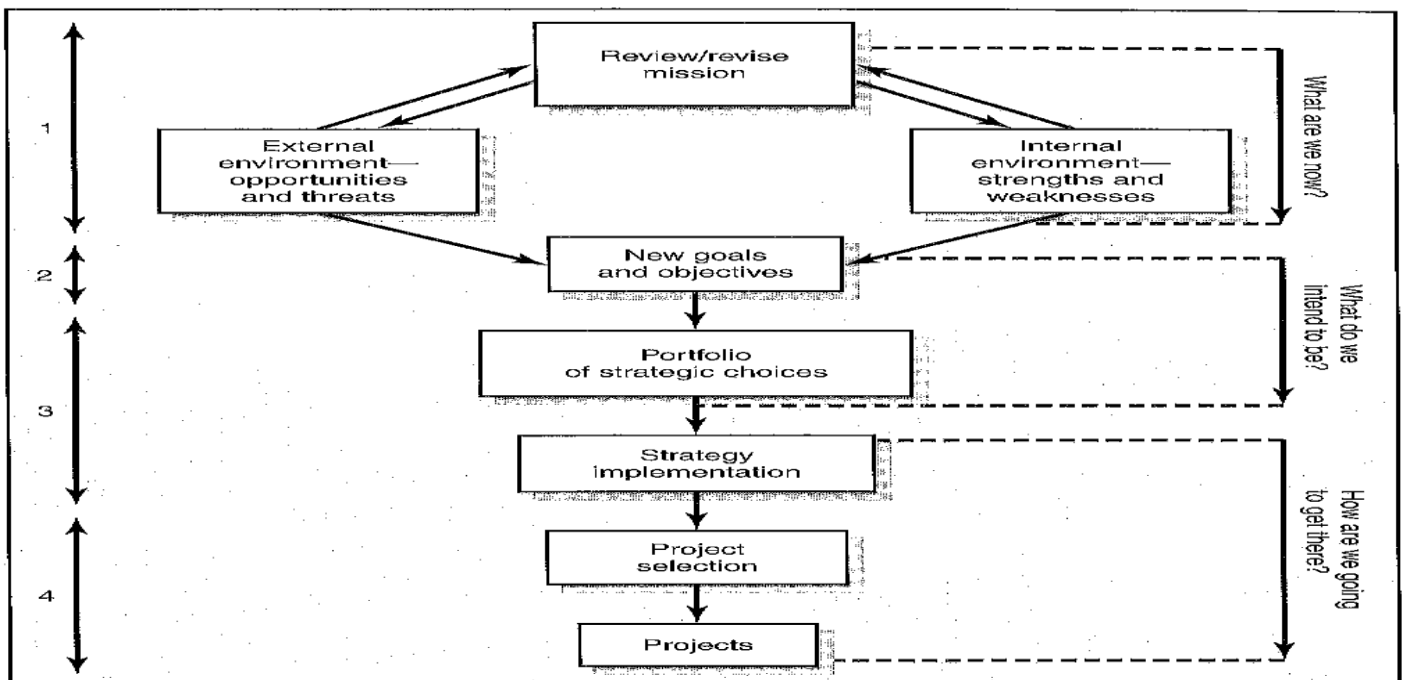 Review/revise
mission
1
External
environment—
opportunities
and threats
Internal
environment—
strengths and
weaknesses
What are we now?
2
New goals
and objectives
What do we
intend to be?
Portfolio
of strategic choices
3
Strategy
implementation
How are we going
to get there?
Project
selection
4
Projects